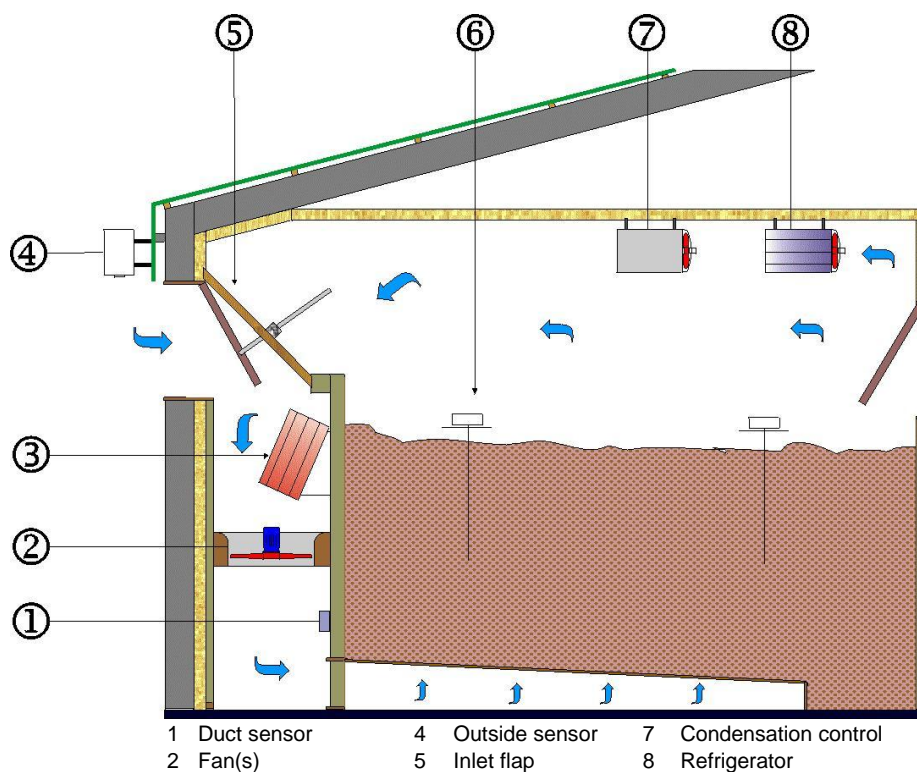 ⑤ ⑥ ⑦ ⑧
④
③
②
①
1 Duct sensor 4 Outside sensor 7 Condensation control
2 Fan(s) 5 Inlet flap 8 Refrigerator